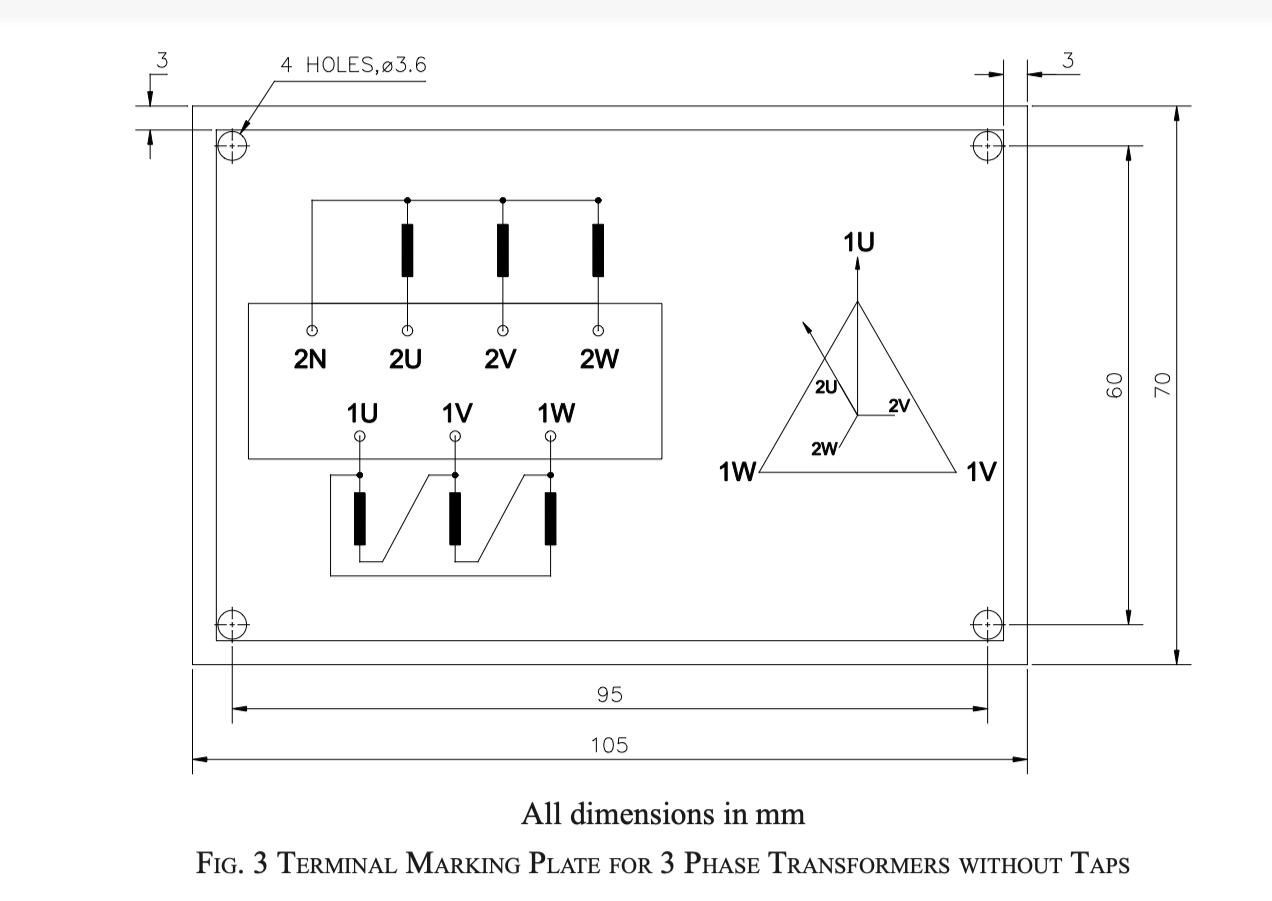 3
4 HOLES,ø3.6
3
1U
2N 2U 2V 2W
2U
2V
1U 1V 1W
2W
1W
1V
60
70
95
105
All dimensions in mm
FIG. 3 TERMINAL MARKING PLATE FOR 3 PHASE TRANSFORMERS WITHOUT TAPS